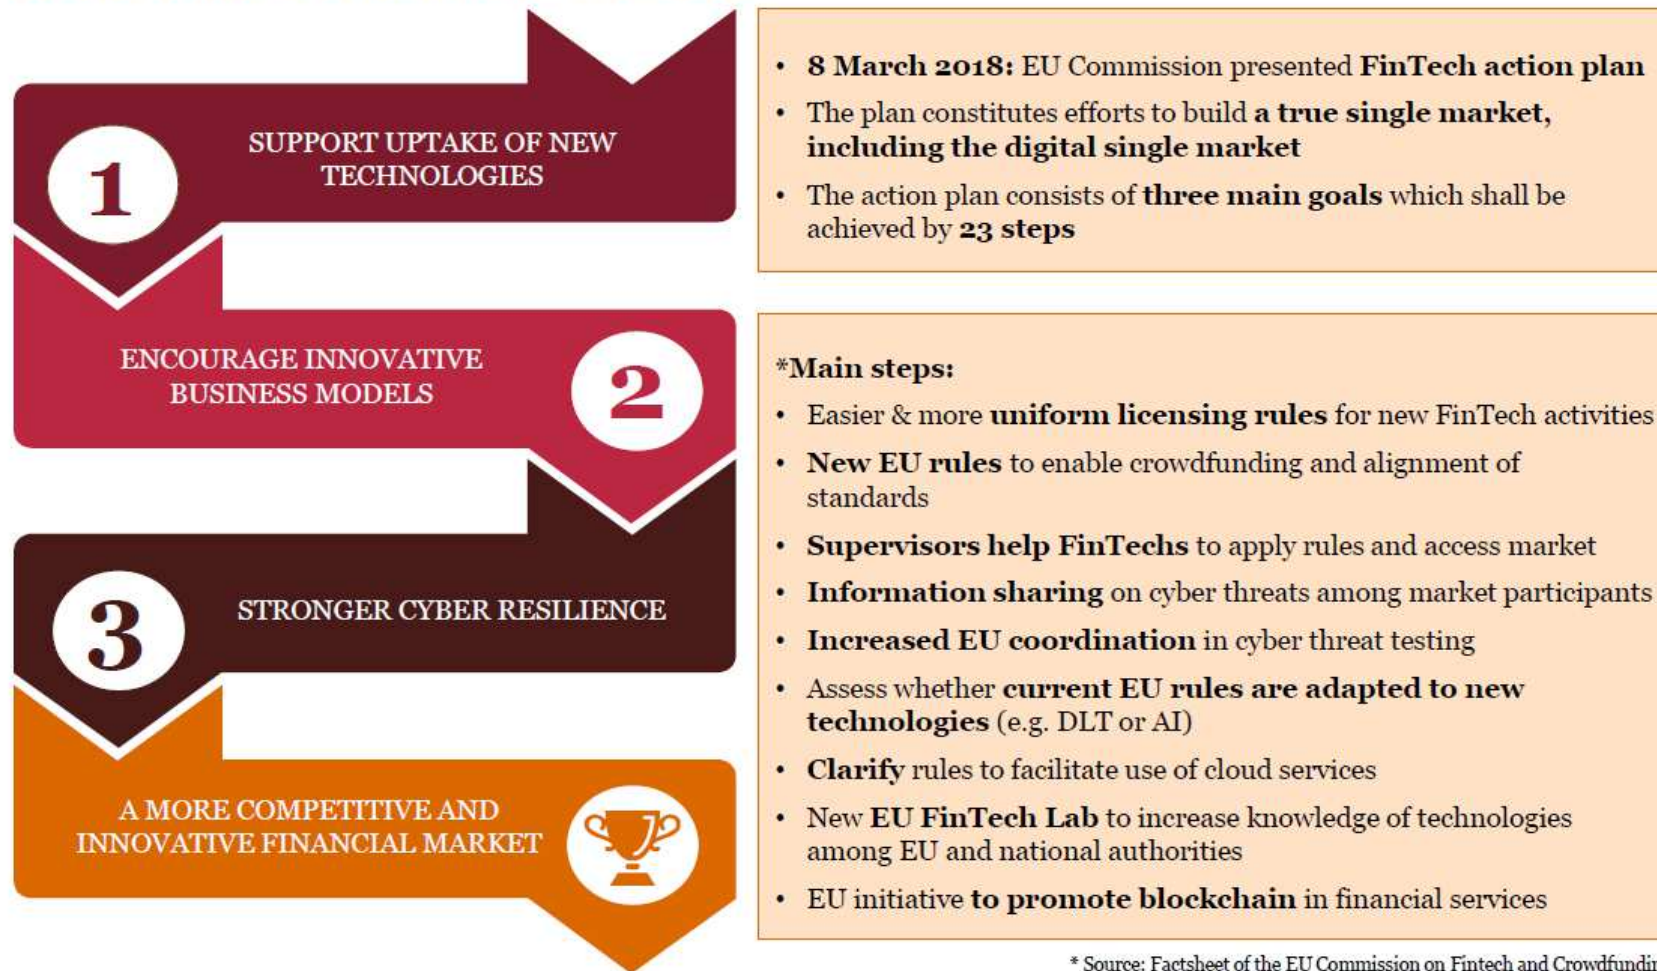 1
SUPPORT UPTAKE OF NEW
TECHNOLOGIES
ENCOURAGE INNOVATIVE
BUSINESS MODELS
2
3
STRONGER CYBER RESILIENCE
A MORE COMPETITIVE AND
INNOVATIVE FINANCIAL MARKET
• 8 March 2018: EU Commission presented FinTech action plan
• The plan constitutes efforts to build a true single market,
including the digital single market
• The action plan consists of three main goals which shall be
achieved by 23 steps
*Main steps:
• Easier & more uniform licensing rules for new FinTech activities
• New EU rules to enable crowdfunding and alignment of
standards
• Supervisors help FinTechs to apply rules and access market
• Information sharing on cyber threats among market participants
• Increased EU coordination in cyber threat testing
• Assess whether current EU rules are adapted to new
technologies (e.g. DLT or AI)
• Clarify rules to facilitate use of cloud services
• New EU FinTech Lab to increase knowledge of technologies
among EU and national authorities
• EU initiative to promote blockchain in financial services
* Source: Factsheet of the EU Commission on Fintech and Crowdfundin